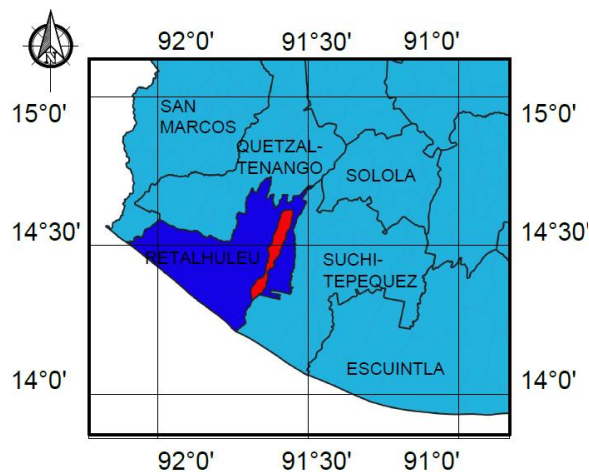 N
92°0' 91°30' 91°0'
15°0' 15°0'
SAN
MARCOS
QUETZAL-
TENANGO
SOLOLA
14°30' 14°30'
RETALHULEU
SUCHI-
TEPEQUEZ
ESCUINTLA
14°0' 14°0'
92°0' 91°30' 91°0'